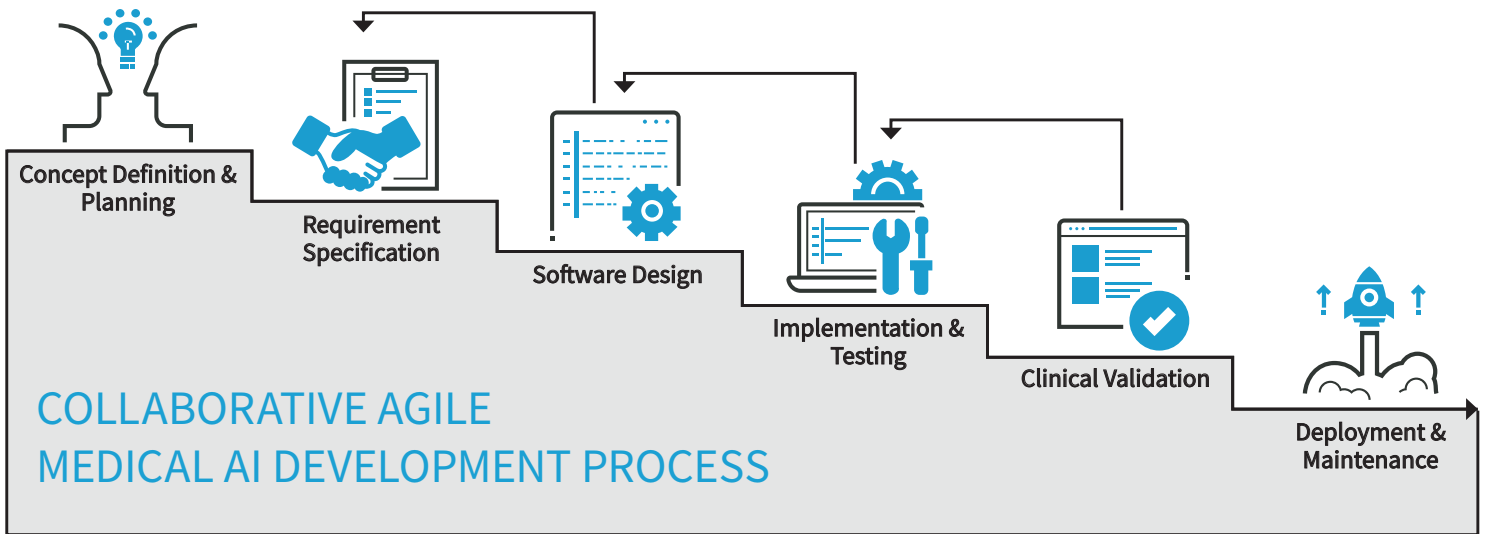 Concept Definition &
Planning
Requirement
Specification
Software Design
Implementation &
Testing
Clinical Validation
Deployment &
Maintenance
COLLABORATIVE AGILE
MEDICAL AI DEVELOPMENT PROCESS